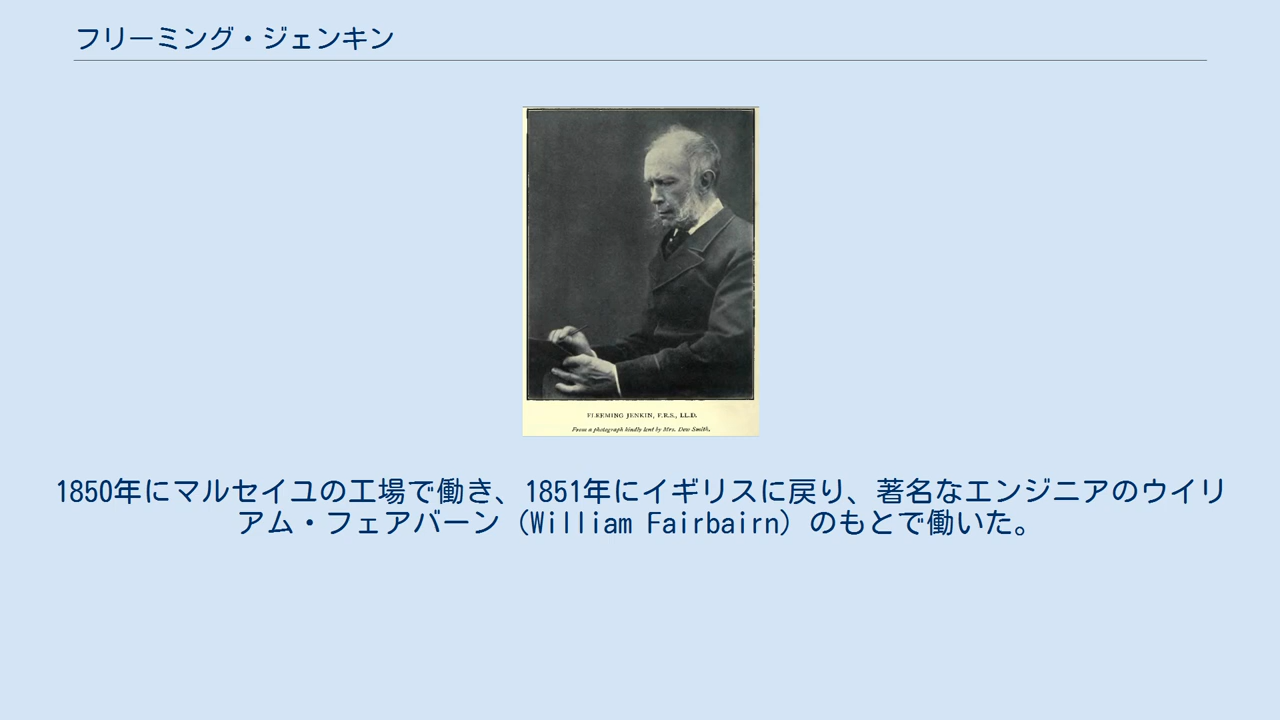 フリーミング・ジェンキン
FLEEMING JENKIN, F.R.S., LL.D.
From a photograph kindly lent by Mrs. Dew Smith.
1850年にマルセイユの工場で働き、1851年にイギリスに戻り、著名なエンジニアのウイリ
アム・フェアバーン（William Fairbairn）のもとで働いた。